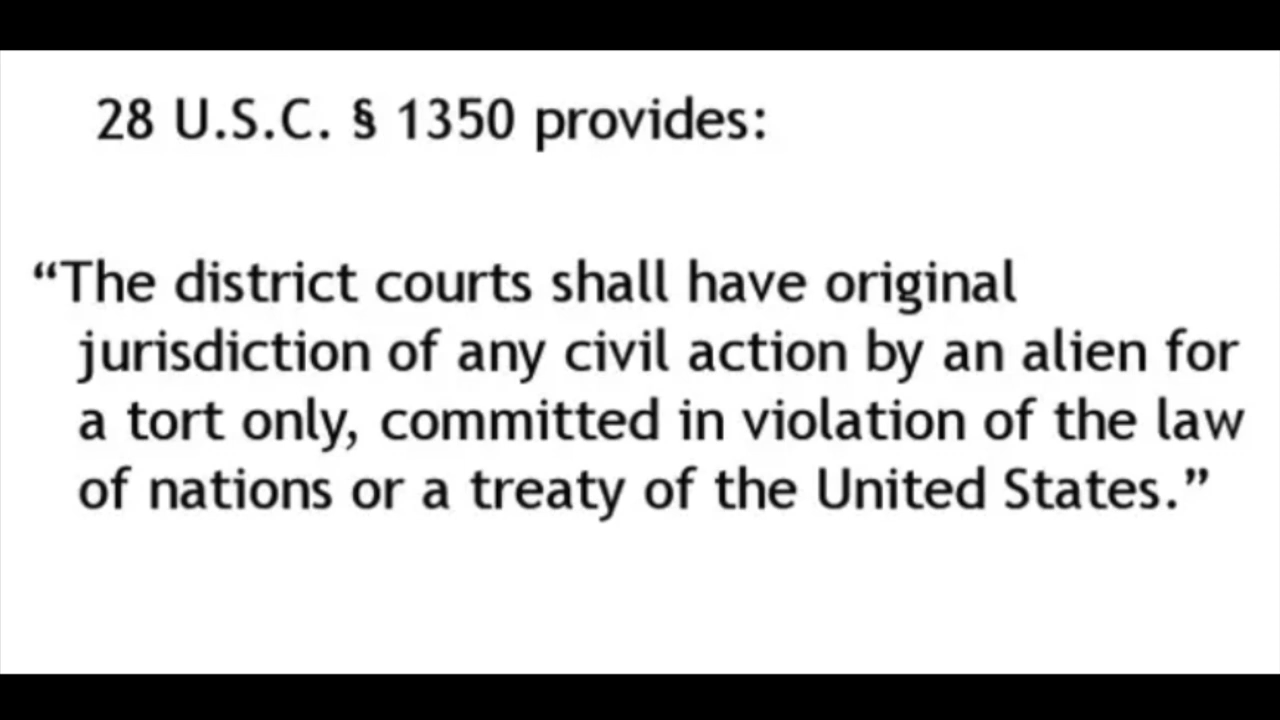 28 U.S.C. § 1350 provides:
“The district courts shall have original
jurisdiction of any civil action by an alien for
a tort only, committed in violation of the law
of nations or a treaty of the United States.”